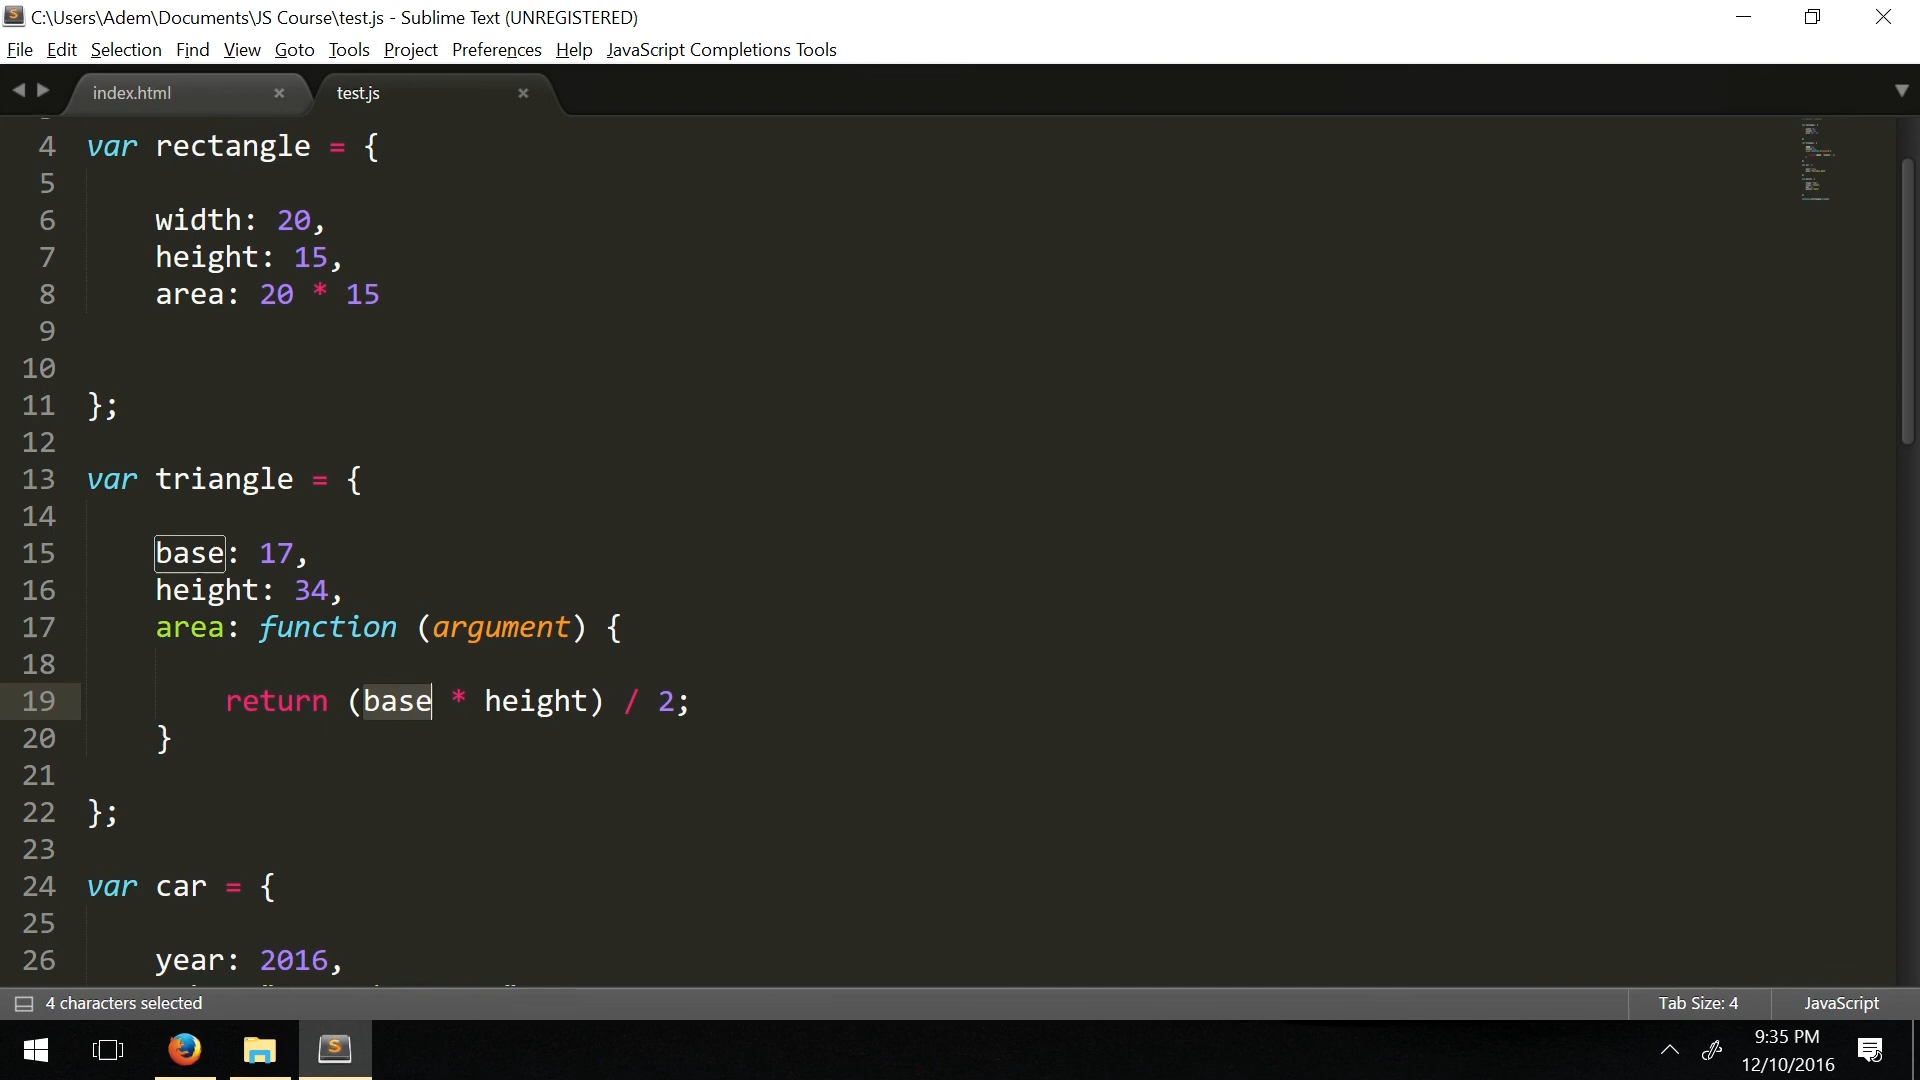 C:\Users\Adem\Documents\JS Course\test.js - Sublime Text (UNREGISTERED)
File Edit Selection Find View Goto Tools Project Preferences Help JavaScript Completions Tools
index.html
test.js
4 var rectangle = {
5
6 width: 20,
7 height: 15,
8 area: 20 * 15
9
10
11 };
12
13 var triangle = {
14
15 base: 17,
16 height: 34,
17 area: function (argument) {
18
19 return (base * height) / 2;
20 }
21
22 };
23
24 var car = {
25
26 year: 2016,
4 characters selected
Tab Size: 4
JavaScript
9:35 PM
12/10/2016